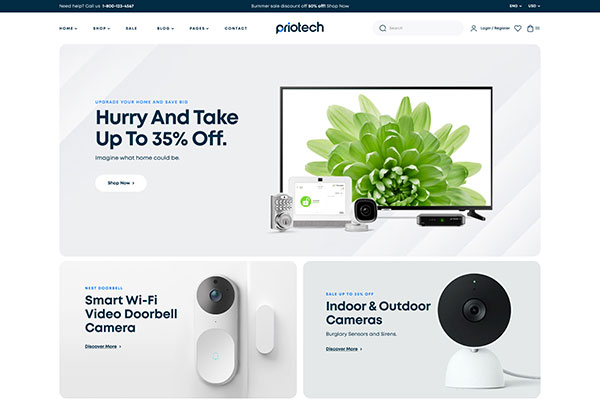 Need help? Call us 1-800-123-4567
Summer sale discount off 50% off! Shop Now
ENG
USD
HOME
SHOP
SALE
BLOG
PAGES
CONTACT
priotech
Search
Login / Register
(0)
UPGRADE YOUR HOME AND SAVE BIG
Hurry And Take
Up To 35% Off.
Imagine what home could be.
Shop Now
NEST DOORBELL
Smart Wi-Fi
Video Doorbell
Camera
Discover More
SALE UP TO 25% OFF
Indoor & Outdoor
Cameras
Burglary Sensors and Sirens.
Discover More